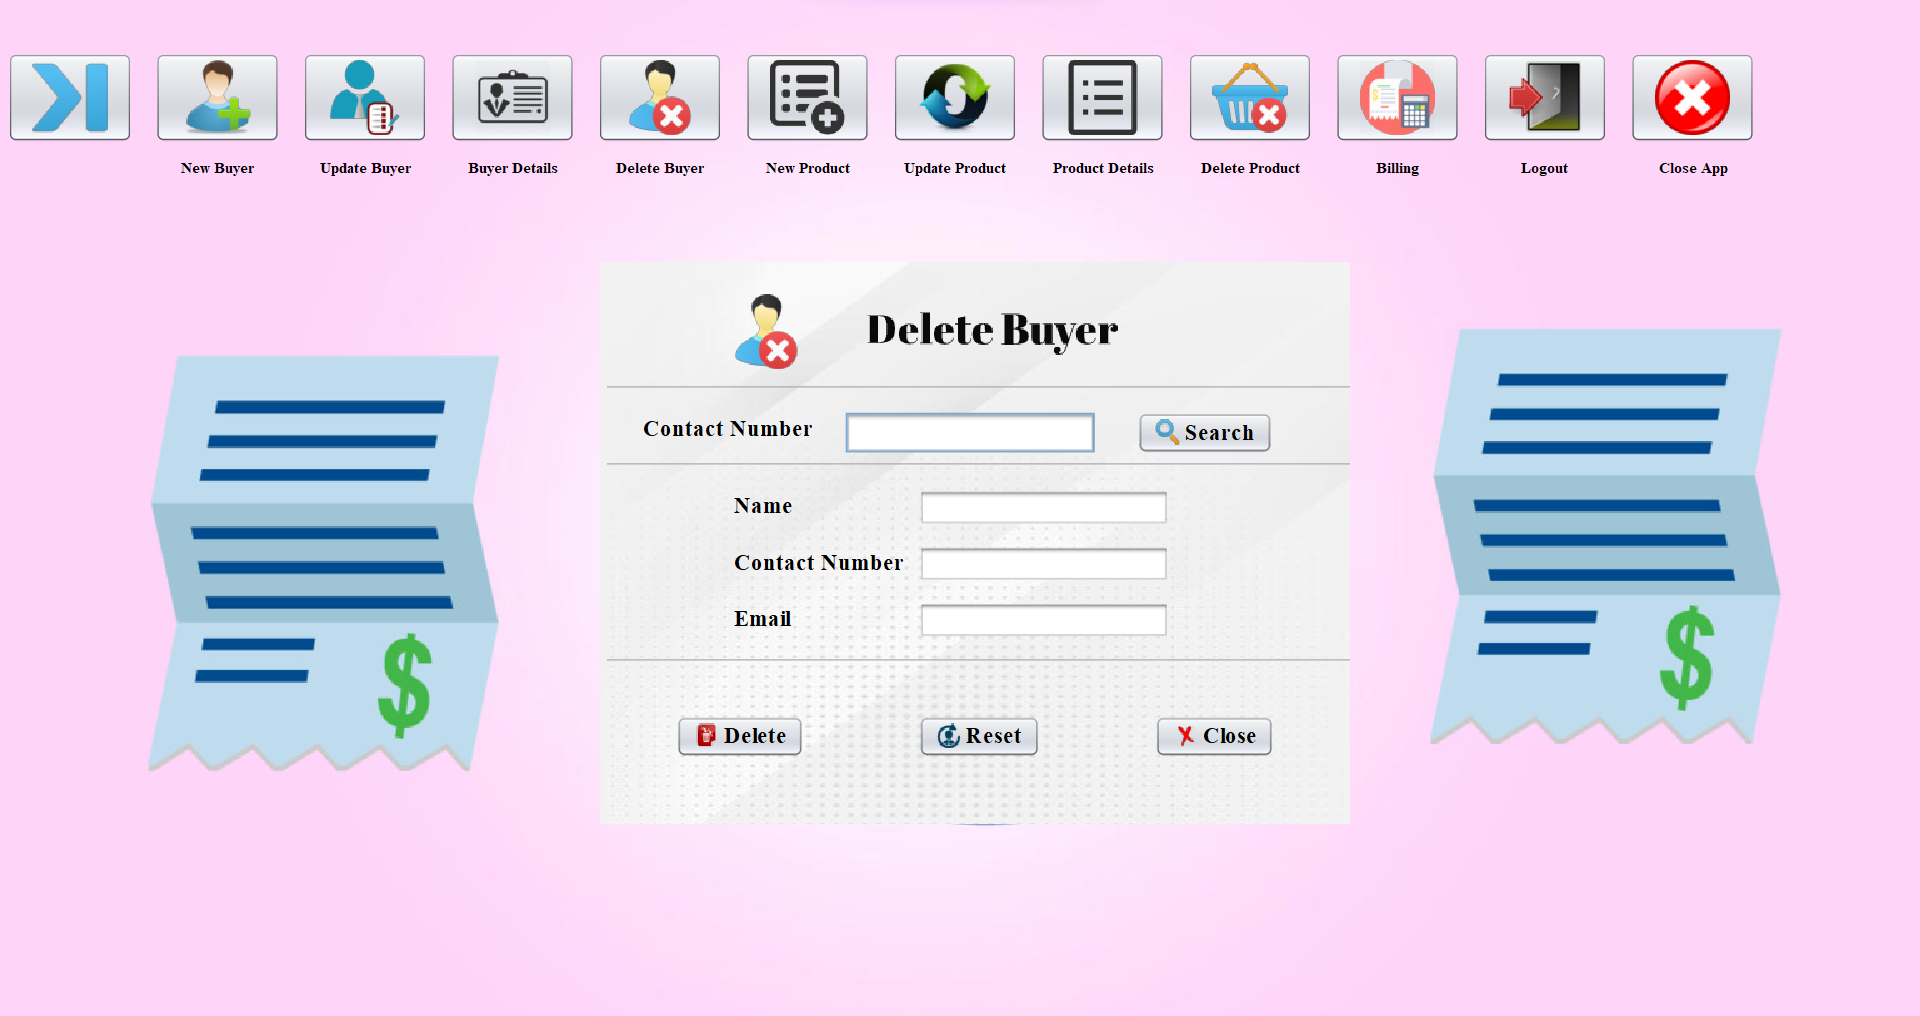 New Buyer Update Buyer Buyer Details Delete Buyer New Product Update Product Product Details Delete Product Billing Logout Close App
Delete Buyer
Contact Number Search
Name
Contact Number
Email
Delete Reset Close